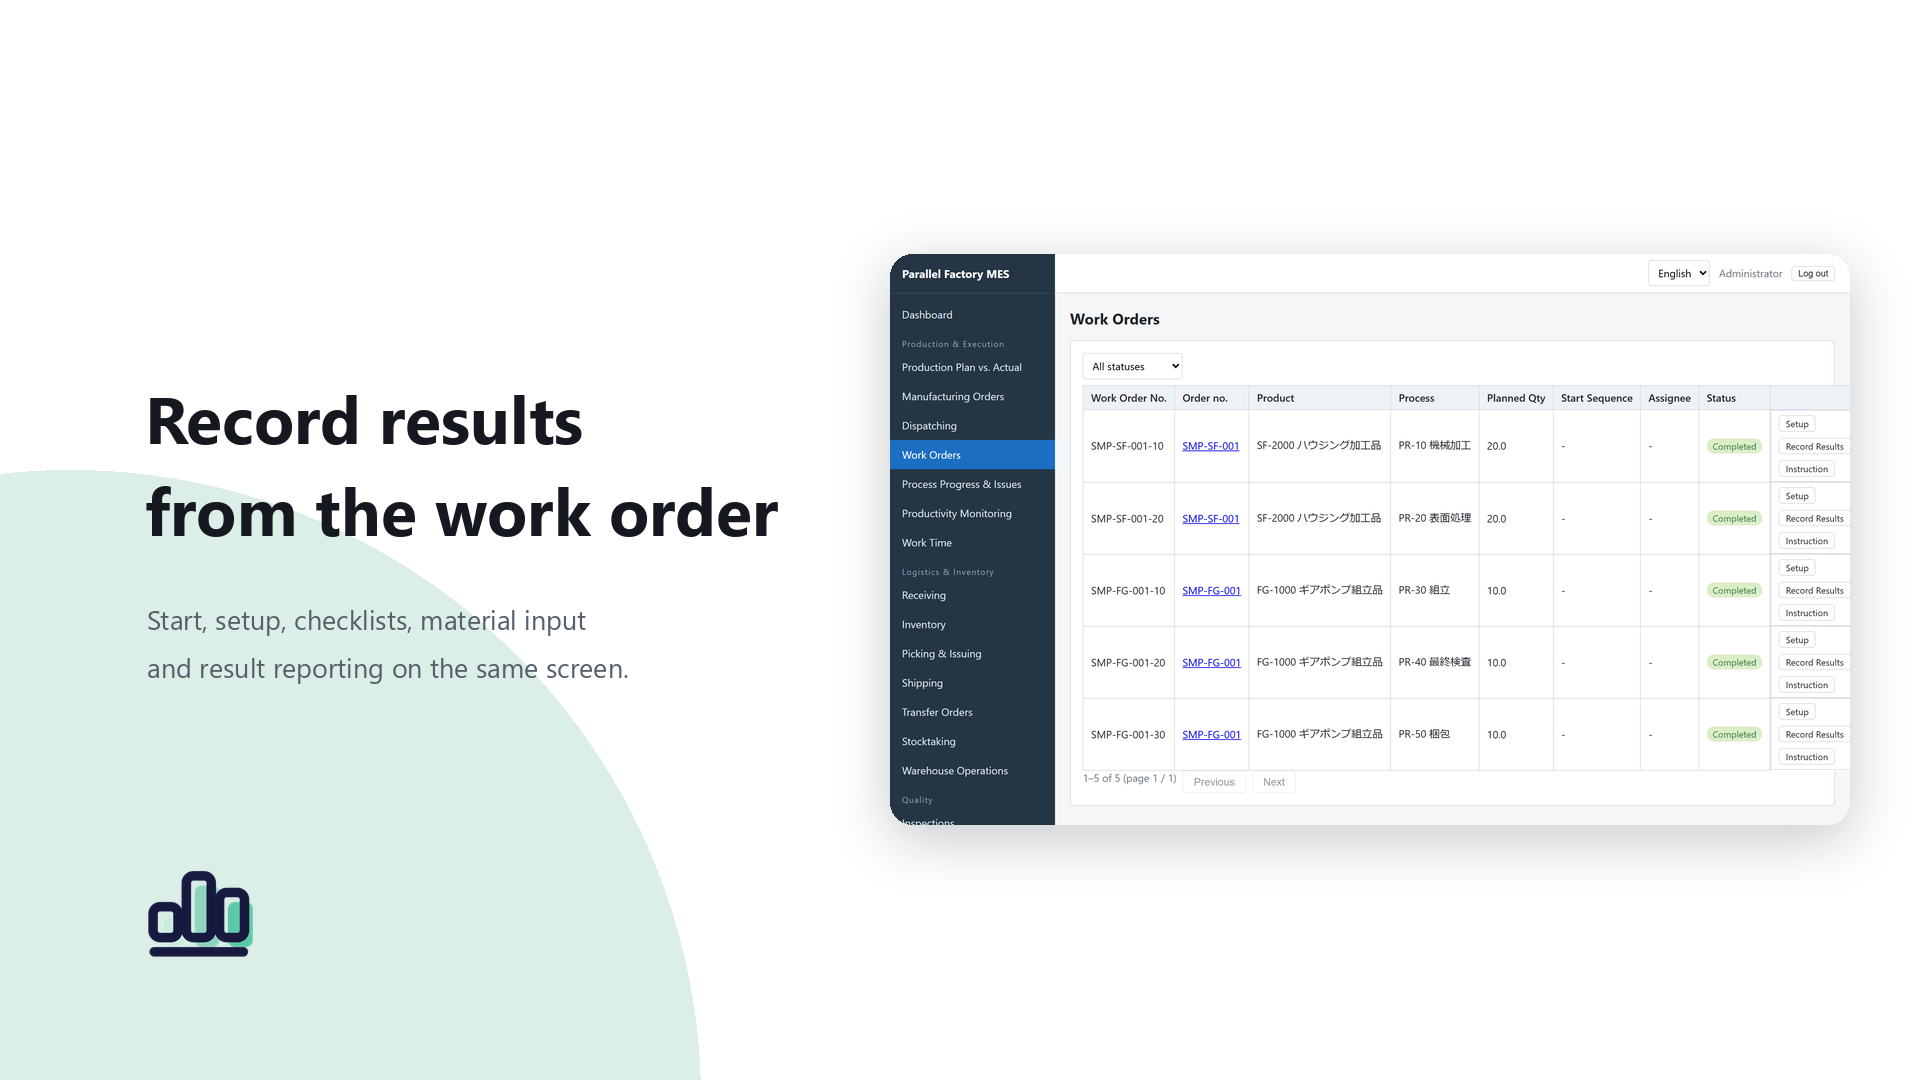 Record results
from the work order
Start, setup, checklists, material input
and result reporting on the same screen.
Parallel Factory MES
Dashboard
Production & Execution
Production Plan vs. Actual
Manufacturing Orders
Dispatching
Work Orders
Process Progress & Issues
Productivity Monitoring
Work Time
Logistics & Inventory
Receiving
Inventory
Picking & Issuing
Shipping
Transfer Orders
Stocktaking
Warehouse Operations
Quality
Inspections
English Administrator Log out
Work Orders
All statuses
Work Order No. Order no. Product Process Planned Qty Start Sequence Assignee Status
SMP-SF-001-10 SMP-SF-001 SF-2000 ハウジング加工品 PR-10 機械加工 20.0 - - Completed
Setup
Record Results
Instruction
SMP-SF-001-20 SMP-SF-001 SF-2000 ハウジング加工品 PR-20 表面処理 20.0 - - Completed
Setup
Record Results
Instruction
SMP-FG-001-10 SMP-FG-001 FG-1000 ギアポンプ組立品 PR-30 組立 10.0 - - Completed
Setup
Record Results
Instruction
SMP-FG-001-20 SMP-FG-001 FG-1000 ギアポンプ組立品 PR-40 最終検査 10.0 - - Completed
Setup
Record Results
Instruction
SMP-FG-001-30 SMP-FG-001 FG-1000 ギアポンプ組立品 PR-50 梱包 10.0 - - Completed
Setup
Record Results
Instruction
1–5 of 5 (page 1 / 1) Previous Next